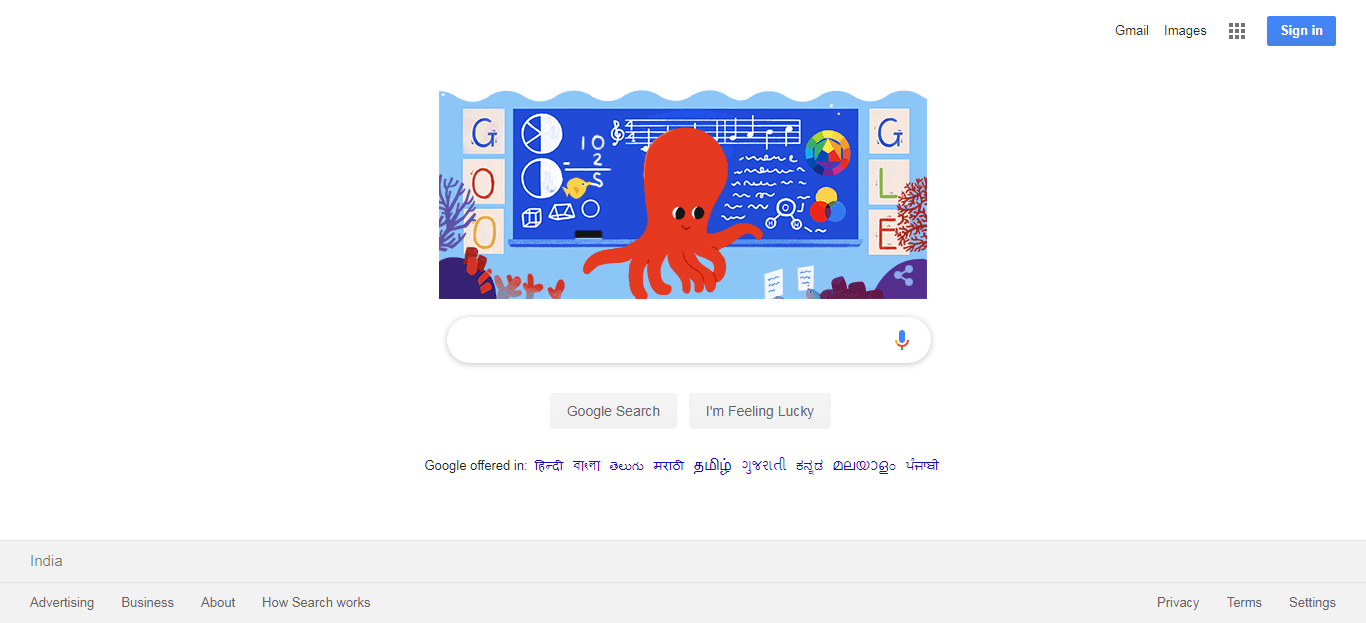 Gmail Images Sign in
G G
O L
O E
10
- 2
S
Google Search I'm Feeling Lucky
Google offered in: हिन्दी বাংলা తెలుగు मराठी தமிழ் ગુજરાતી ಕನ್ನಡ മലയാളം ਪੰਜਾਬੀ
India
Advertising Business About How Search works Privacy Terms Settings